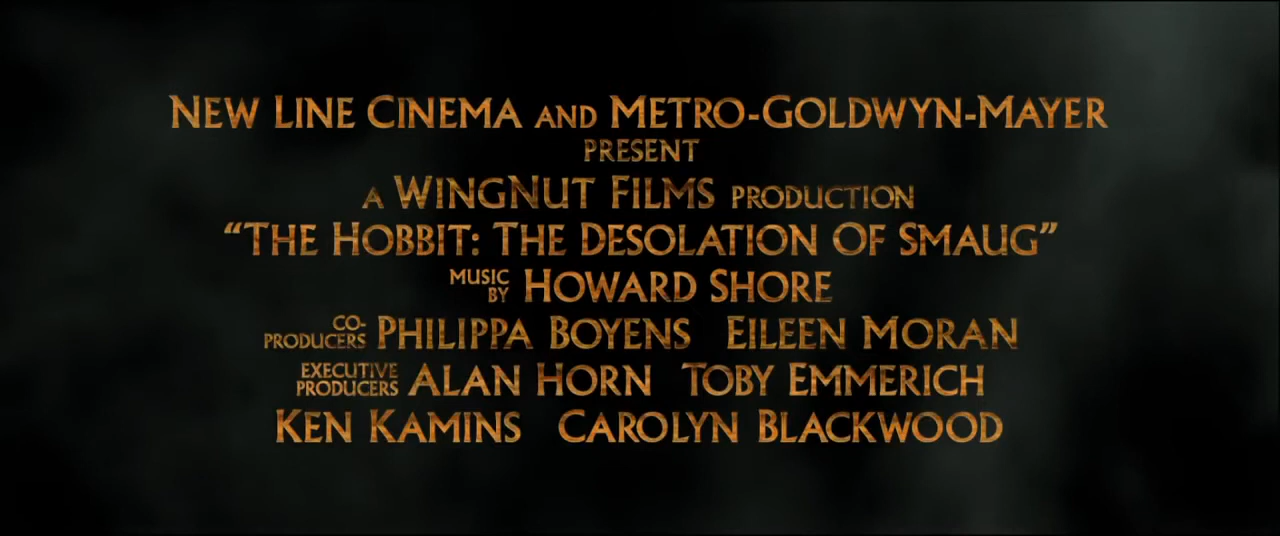 NEW LINE CINEMA AND METRO-GOLDWYN-MAYER
PRESENT
A WINGNUT FILMS PRODUCTION
“THE HOBBIT: THE DESOLATION OF SMAUG”
MUSIC BY HOWARD SHORE
CO-PRODUCERS PHILIPPA BOYENS EILEEN MORAN
EXECUTIVE PRODUCERS ALAN HORN TOBY EMMERICH
KEN KAMINS CAROLYN BLACKWOOD